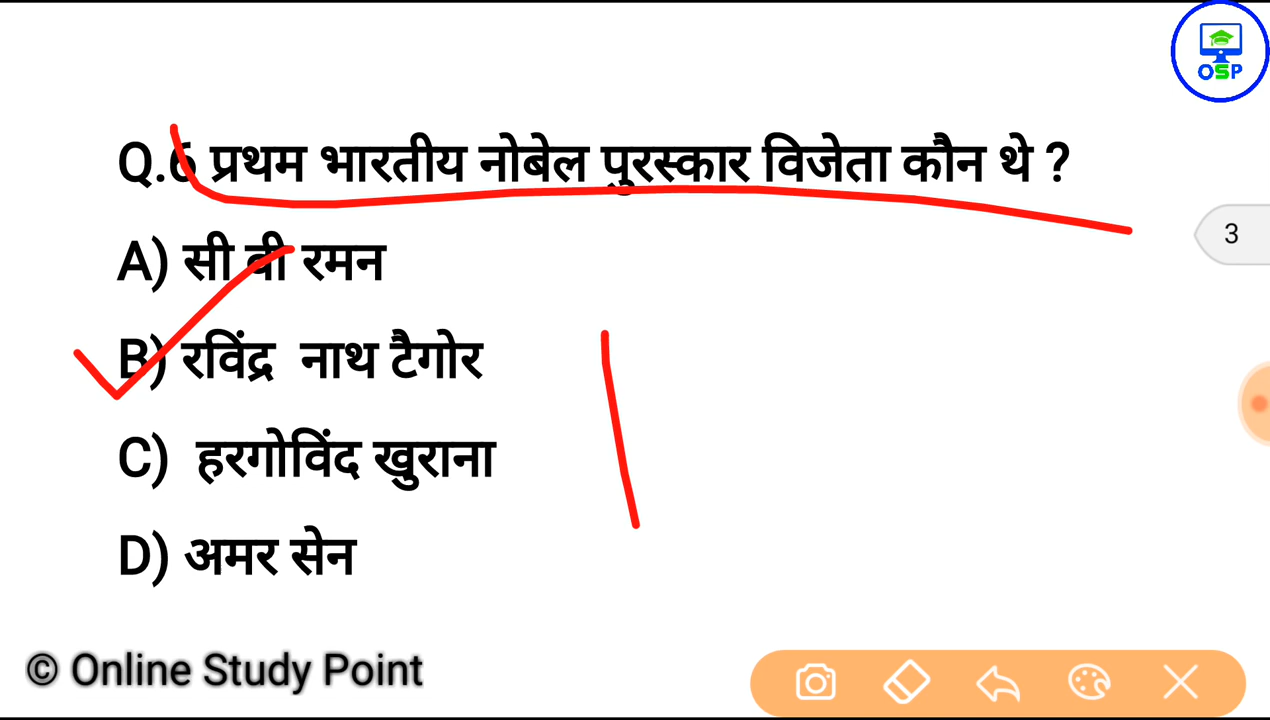 OSP
Q.6 प्रथम भारतीय नोबेल पुरस्कार विजेता कौन थे ?
A) सी वी रमन
3
B) रविंद्र नाथ टैगोर
C) हरगोविंद खुराना
D) अमर सेन
© Online Study Point